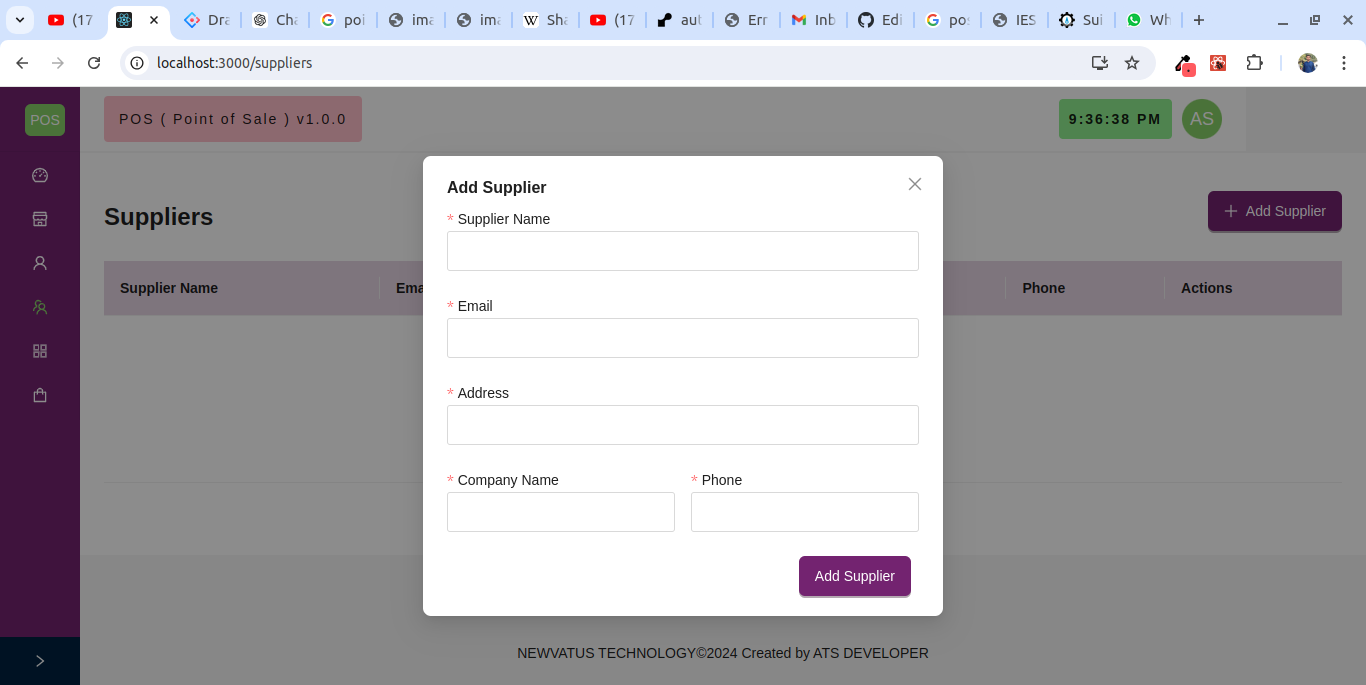 (17
Dra
Cha
poi
ima
ima
Sha
(17
aut
Err
Inb
Edi
pos
IES
Sui
Wh
localhost:3000/suppliers
POS
POS ( Point of Sale ) v1.0.0
9:36:38 PM
AS
Suppliers
Add Supplier
Supplier Name
Ema
Phone
Actions
Add Supplier
* Supplier Name
* Email
* Address
* Company Name
* Phone
Add Supplier
NEWVATUS TECHNOLOGY©2024 Created by ATS DEVELOPER